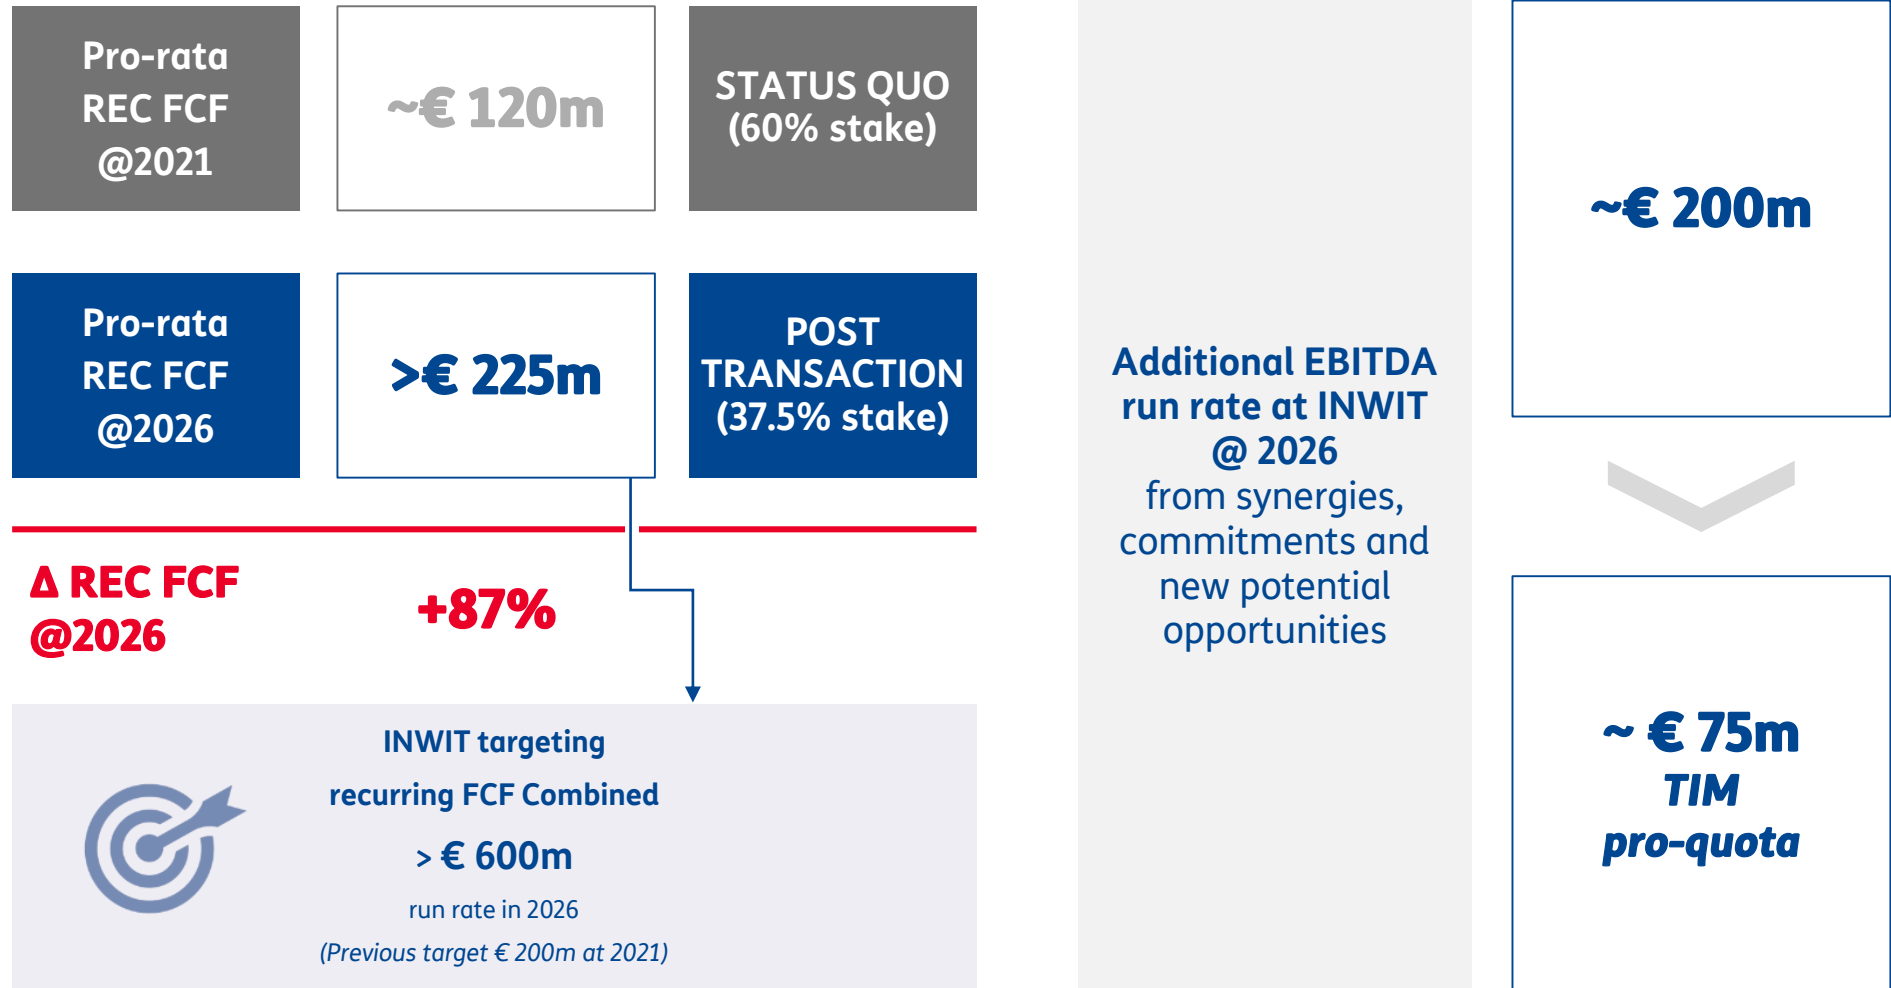 Pro-rata
REC FCF
@2021
~€ 120m
STATUS QUO
(60% stake)
Pro-rata
REC FCF
@2026
>€ 225m
POST
TRANSACTION
(37.5% stake)
Δ REC FCF
@2026
+87%
INWIT targeting
recurring FCF Combined
> € 600m
run rate in 2026
(Previous target € 200m at 2021)
Additional EBITDA
run rate at INWIT
@ 2026
from synergies,
commitments and
new potential
opportunities
~€ 200m
~ € 75m
TIM
pro-quota